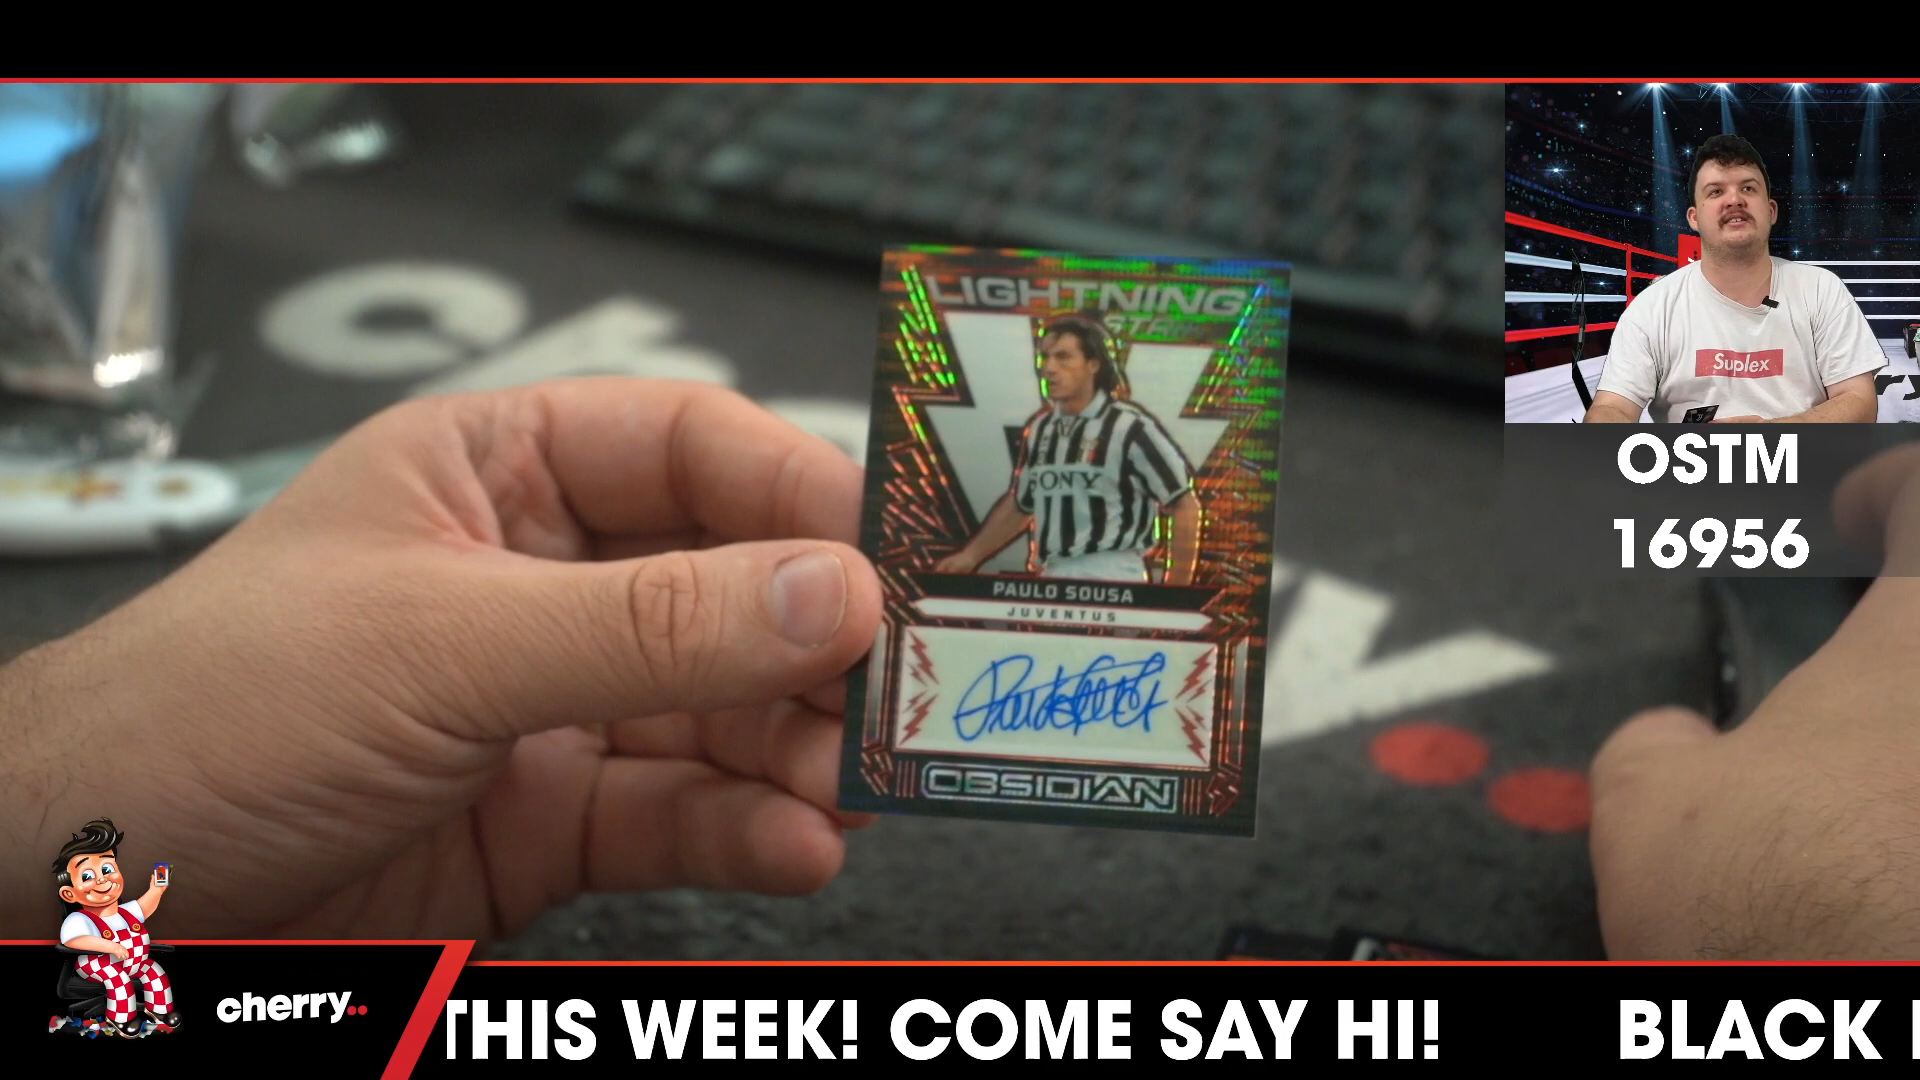 LIGHTNING
PAULO SOUSA
JUVENTUS
SONY
OBSIDIAN
Suplex
OSTM
16956
cherry..
THIS WEEK! COME SAY HI!
BLACK